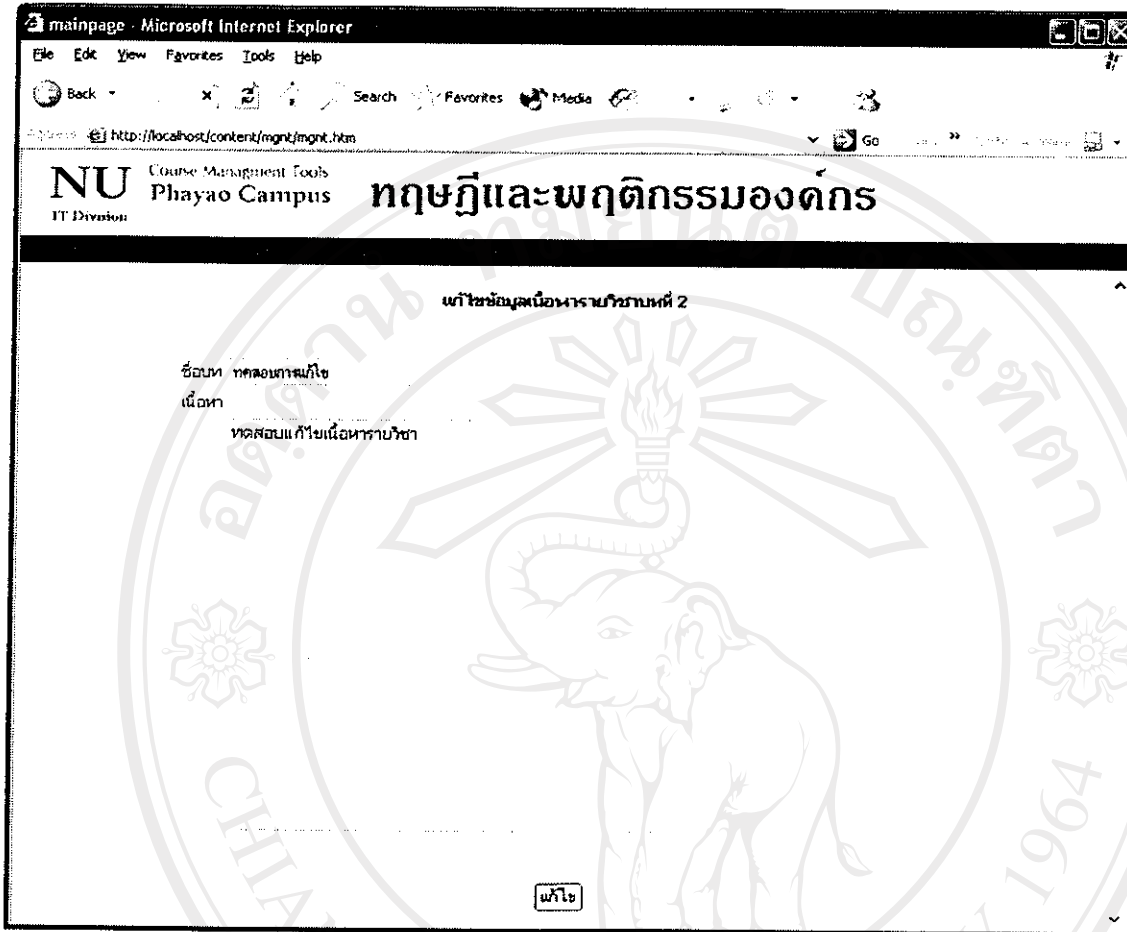 mainpage - Microsoft Internet Explorer
File Edit View Favorites Tools Help
Back Search Favorites Media
Address http://localhost/content/mgnt/mgnt.htm Go »
NU Course Managment Tools
Phayao Campus
IT Division
ทฤษฎีและพฤติกรรมองค์กร
แก้ไขข้อมูลเนื้อหารายวิชาบทที่ 2
ชื่อบท ทดสอบการแก้ไข
เนื้อหา
ทดสอบแก้ไขเนื้อหารายวิชา
แก้ไข
1964